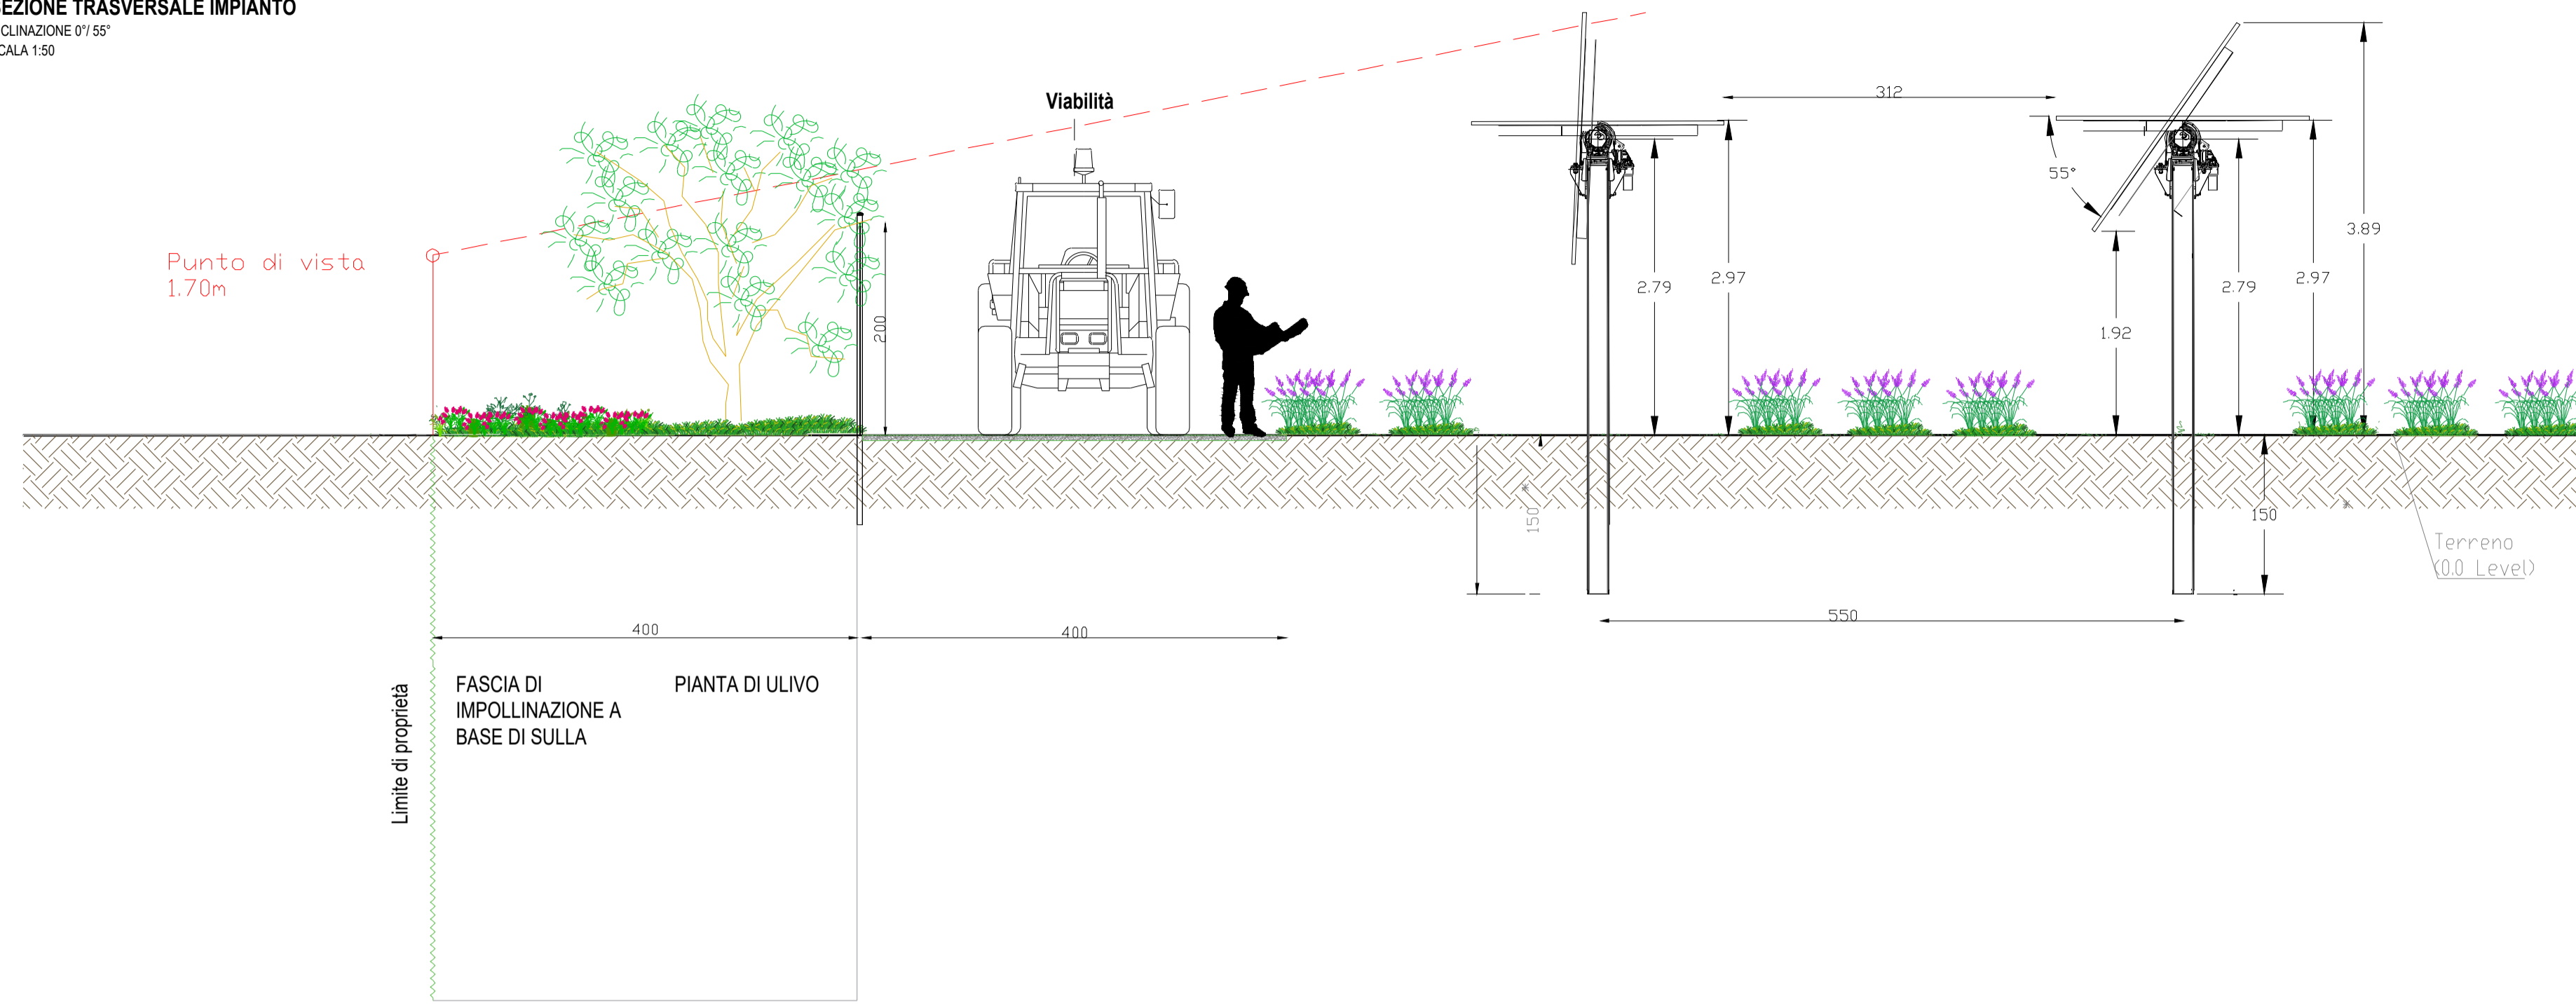 EZIONE TRASVERSALE IMPIANTO
CLINAZIONE 0°/ 55°
CALA 1:50
Viabilità
312
55°
3.89
Punto di vista
1.70m
2.79
2.97
2.79
2.97
200
1.92
150
150
Terreno
(0.0 Level)
550
400
400
Limite di proprietà
FASCIA DI
IMPOLLINAZIONE A
BASE DI SULLA
PIANTA DI ULIVO